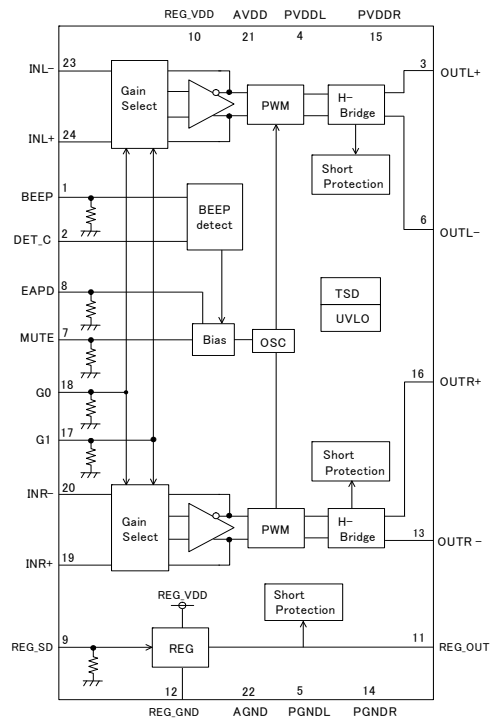 REG_VDD AVDD PVDDL PVDDR
10 21 4 15
INL- 23
3 OUTL+
Gain
Select
PWM
H-
Bridge
INL+ 24
Short
Protection
BEEP 1
BEEP
detect
6 OUTL-
DET_C 2
EAPD 8
TSD
UVLO
MUTE 7
Bias
OSC
G0 18
16 OUTR+
G1 17
Short
Protection
INR- 20
Gain
Select
PWM
H-
Bridge
13 OUTR-
INR+ 19
REG_VDD
Short
Protection
REG_SD 9
REG
11 REG_OUT
12 22 5 14
REG_GND AGND PGNDL PGNDR